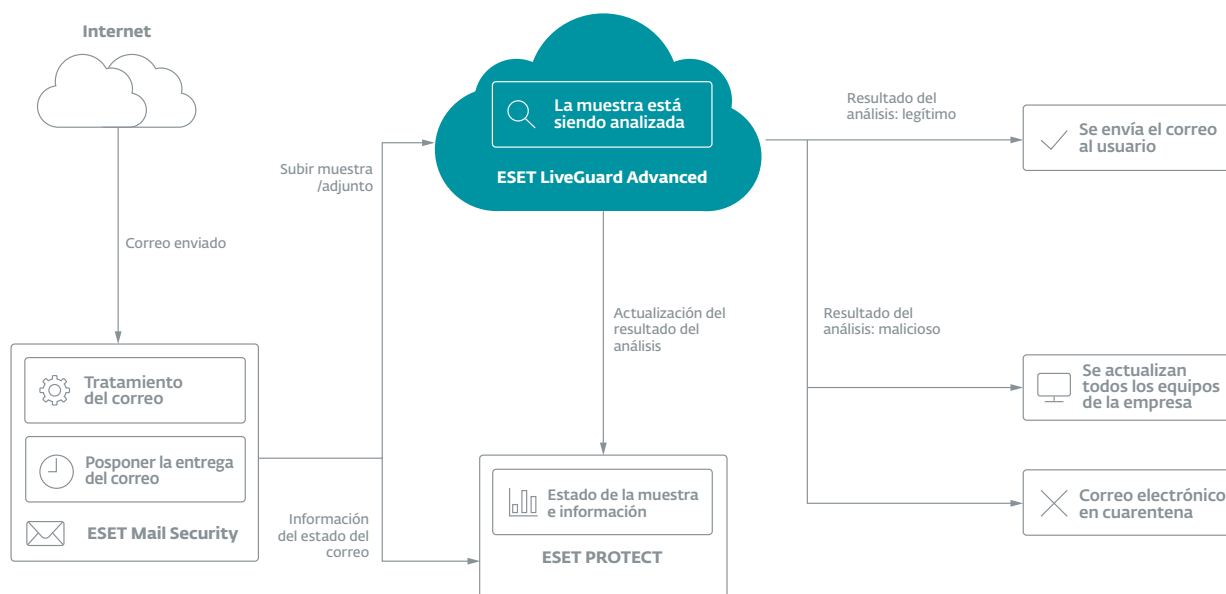 Internet
Correo enviado
Tratamiento
del correo
Posponer la entrega
del correo
ESET Mail Security
Subir muestra
/adjunto
Información
del estado del
correo
La muestra está
siendo analizada
ESET LiveGuard Advanced
Actualización del
resultado del
análisis
Estado de la muestra
e información
ESET PROTECT
Resultado del
análisis: legítimo
Se envía el correo
al usuario
Resultado del
análisis: malicioso
Se actualizan
todos los equipos
de la empresa
Correo electrónico
en cuarentena